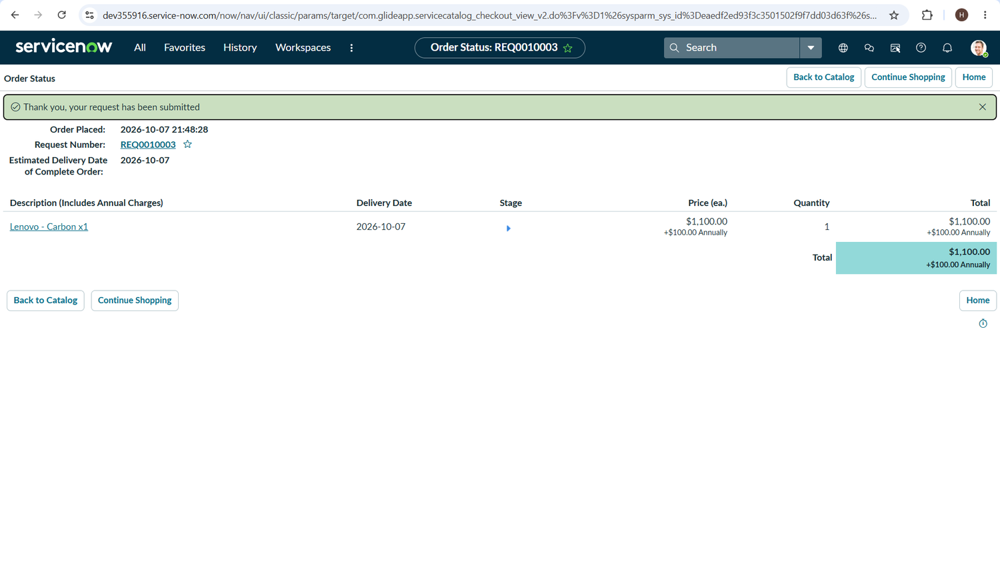 dev355916.service-now.com/now/nav/ui/classic/params/target/com.glideapp.servicecatalog_checkout_view_v2.do%3Fv%3D1%26sysparm_sys_id%3Deaedf2ed93f3c3501502f9f7dd03d63f%26s...
H
servicenow
All
Favorites
History
Workspaces
Order Status: REQ0010003
Search
Order Status
Back to Catalog
Continue Shopping
Home
Thank you, your request has been submitted
Order Placed: 2026-10-07 21:48:28
Request Number: REQ0010003
Estimated Delivery Date 2026-10-07
of Complete Order:
Description (Includes Annual Charges) Delivery Date Stage Price (ea.) Quantity Total
Lenovo - Carbon x1 2026-10-07 $1,100.00 1 $1,100.00
+$100.00 Annually +$100.00 Annually
Total $1,100.00
+$100.00 Annually
Back to Catalog
Continue Shopping
Home